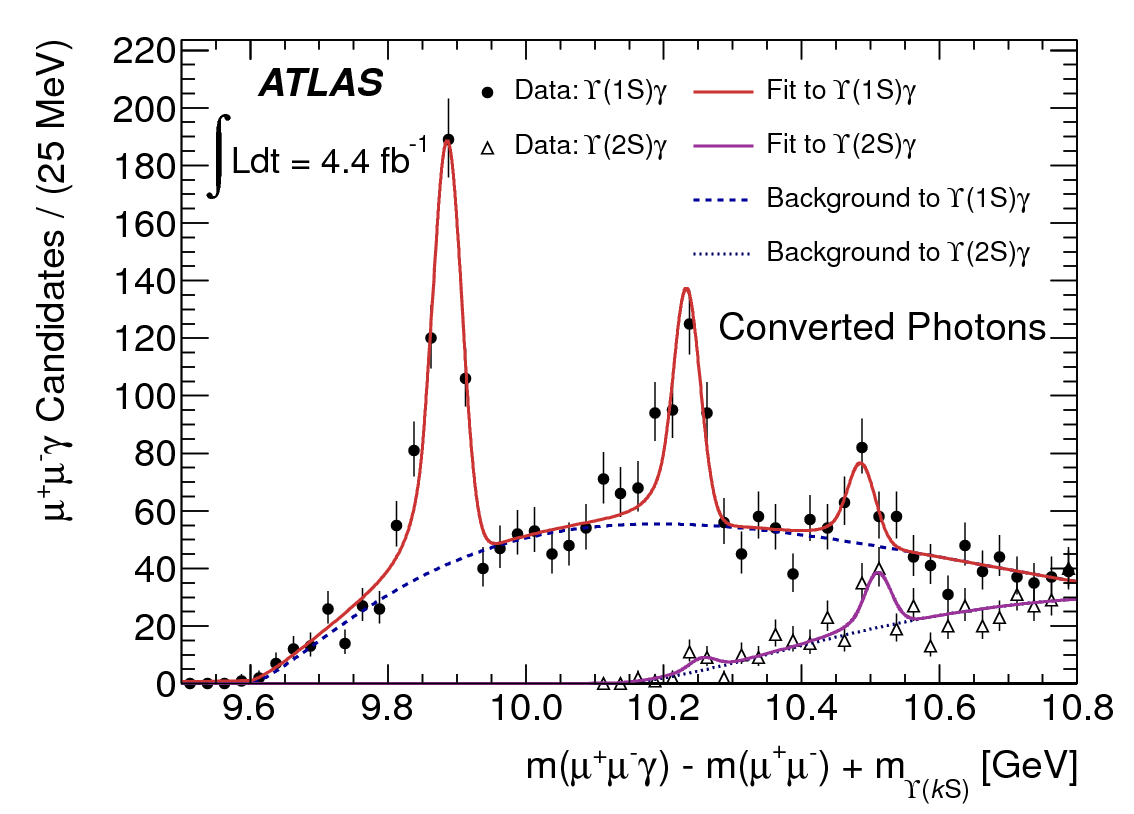 μ⁺μ⁻γ Candidates / (25 MeV)
220
200
180
160
140
120
100
80
60
40
20
0
ATLAS
∫Ldt = 4.4 fb⁻¹
Data: ϒ(1S)γ
Data: ϒ(2S)γ
Fit to ϒ(1S)γ
Fit to ϒ(2S)γ
Background to ϒ(1S)γ
Background to ϒ(2S)γ
Converted Photons
9.6 9.8 10.0 10.2 10.4 10.6 10.8
m(μ⁺μ⁻γ) - m(μ⁺μ⁻) + m_ϒ(kS) [GeV]